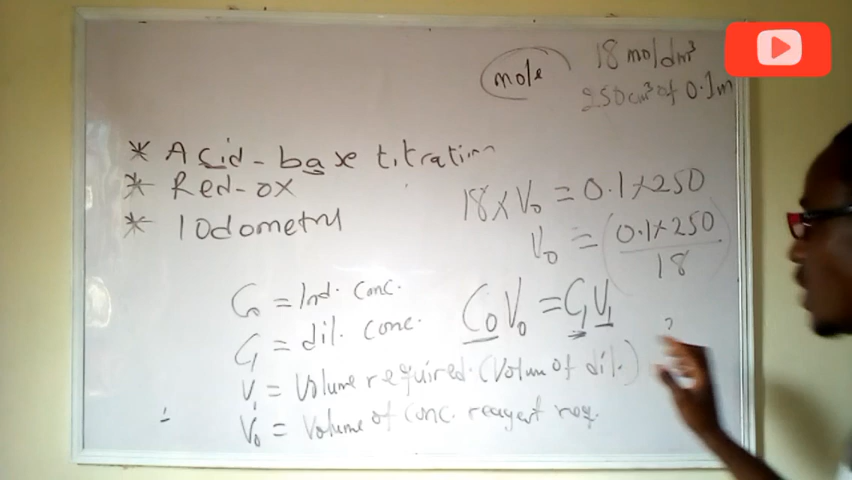 mole
18 mol/dm³
250cm³ of 0.1m
* Acid-base titration
* Red-ox
* Iodometry
18 x V₀ = 0.1 x 250
V₀ = (0.1 x 250 / 18)
C₀ = Ind. Conc.
C₀V₀ = C₁V₁
C₁ = dil. conc.
V₁ = Volume required. (Volum of dil.)
V₀ = Volume of conc. reagent req.